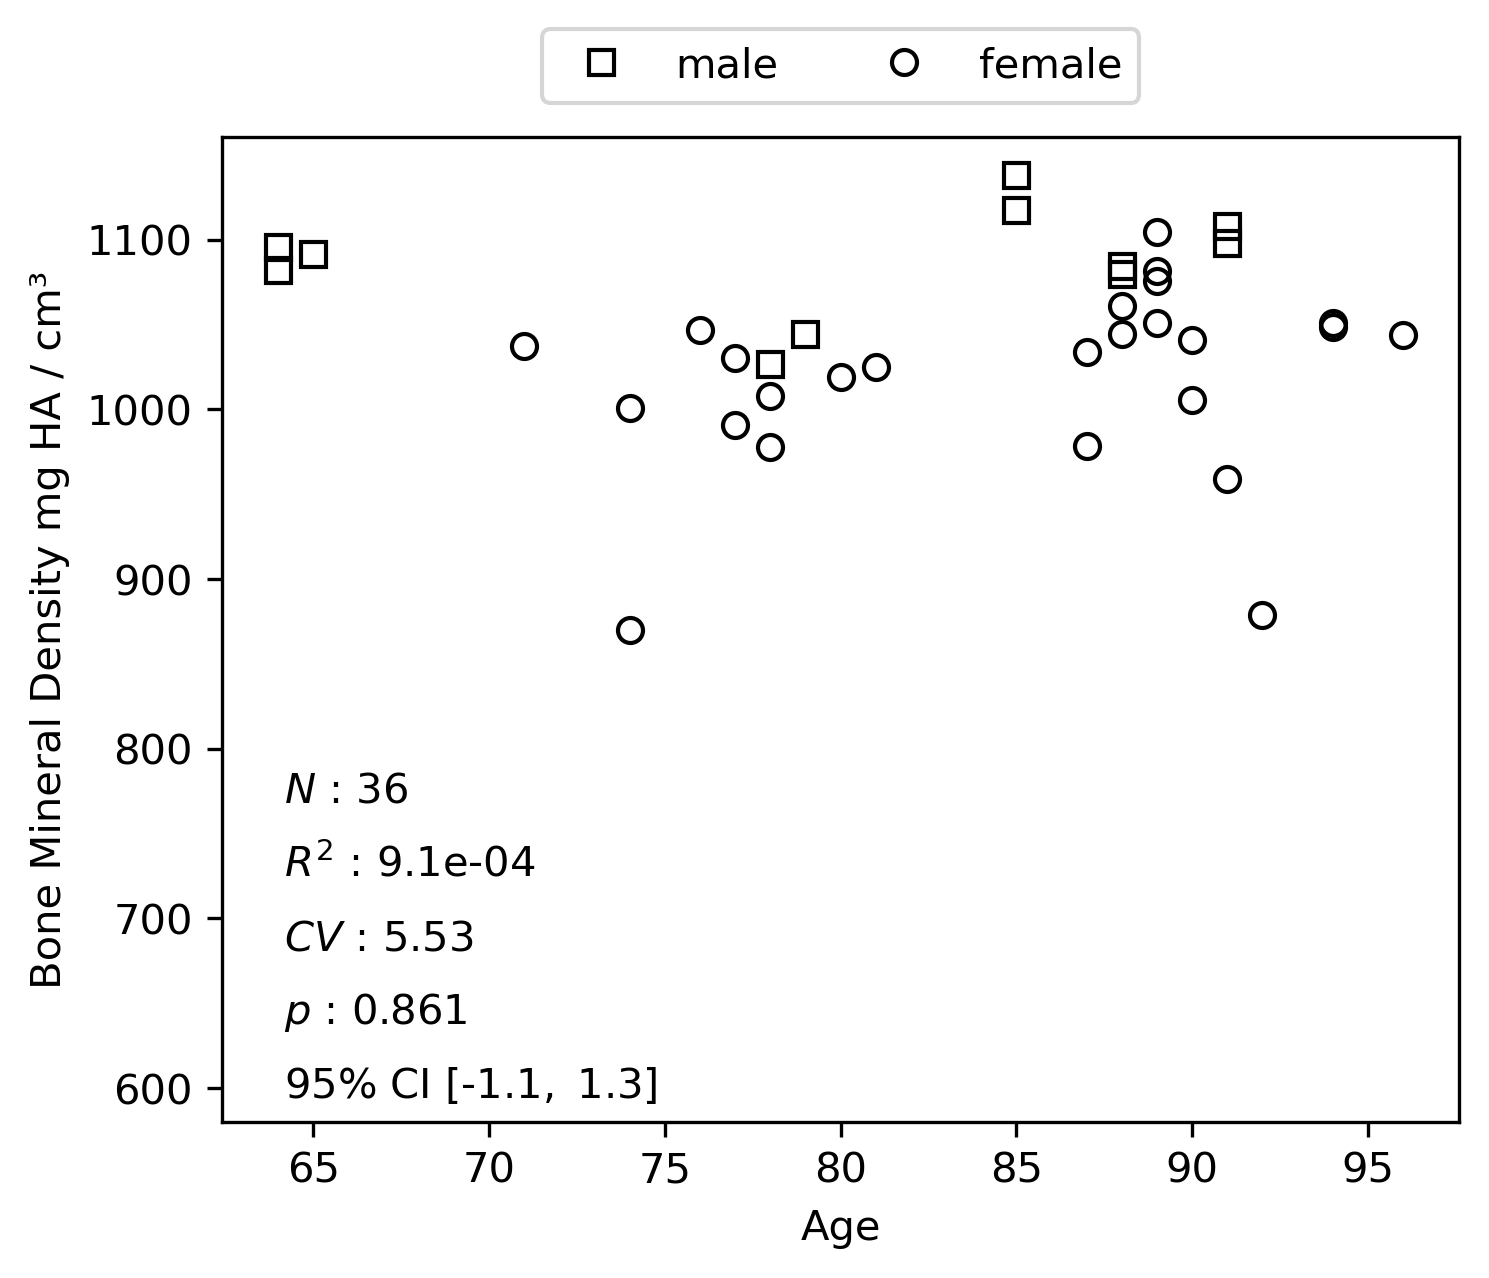 male female
Bone Mineral Density mg HA / cm³
1100
1000
900
800
700
600
N : 36
R² : 9.1e-04
CV : 5.53
p : 0.861
95% CI [-1.1, 1.3]
65 70 75 80 85 90 95
Age